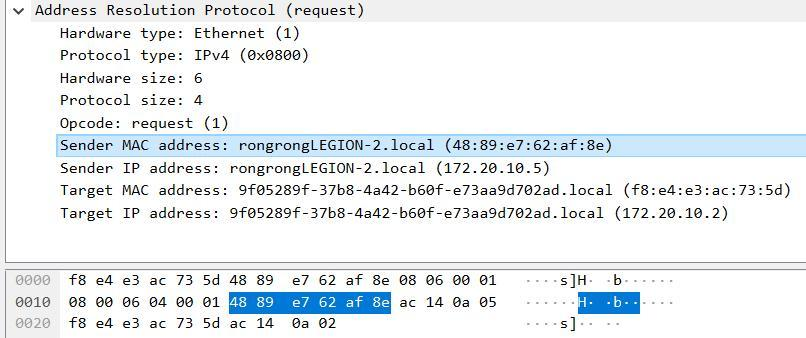 Address Resolution Protocol (request)
Hardware type: Ethernet (1)
Protocol type: IPv4 (0x0800)
Hardware size: 6
Protocol size: 4
Opcode: request (1)
Sender MAC address: rongrongLEGION-2.local (48:89:e7:62:af:8e)
Sender IP address: rongrongLEGION-2.local (172.20.10.5)
Target MAC address: 9f05289f-37b8-4a42-b60f-e73aa9d702ad.local (f8:e4:e3:ac:73:5d)
Target IP address: 9f05289f-37b8-4a42-b60f-e73aa9d702ad.local (172.20.10.2)
0000 f8 e4 e3 ac 73 5d 48 89 e7 62 af 8e 08 06 00 01 ····s]H· ·b······
0010 08 00 06 04 00 01 48 89 e7 62 af 8e ac 14 0a 05 ······H· ·b······
0020 f8 e4 e3 ac 73 5d ac 14 0a 02 ····s]·· ··